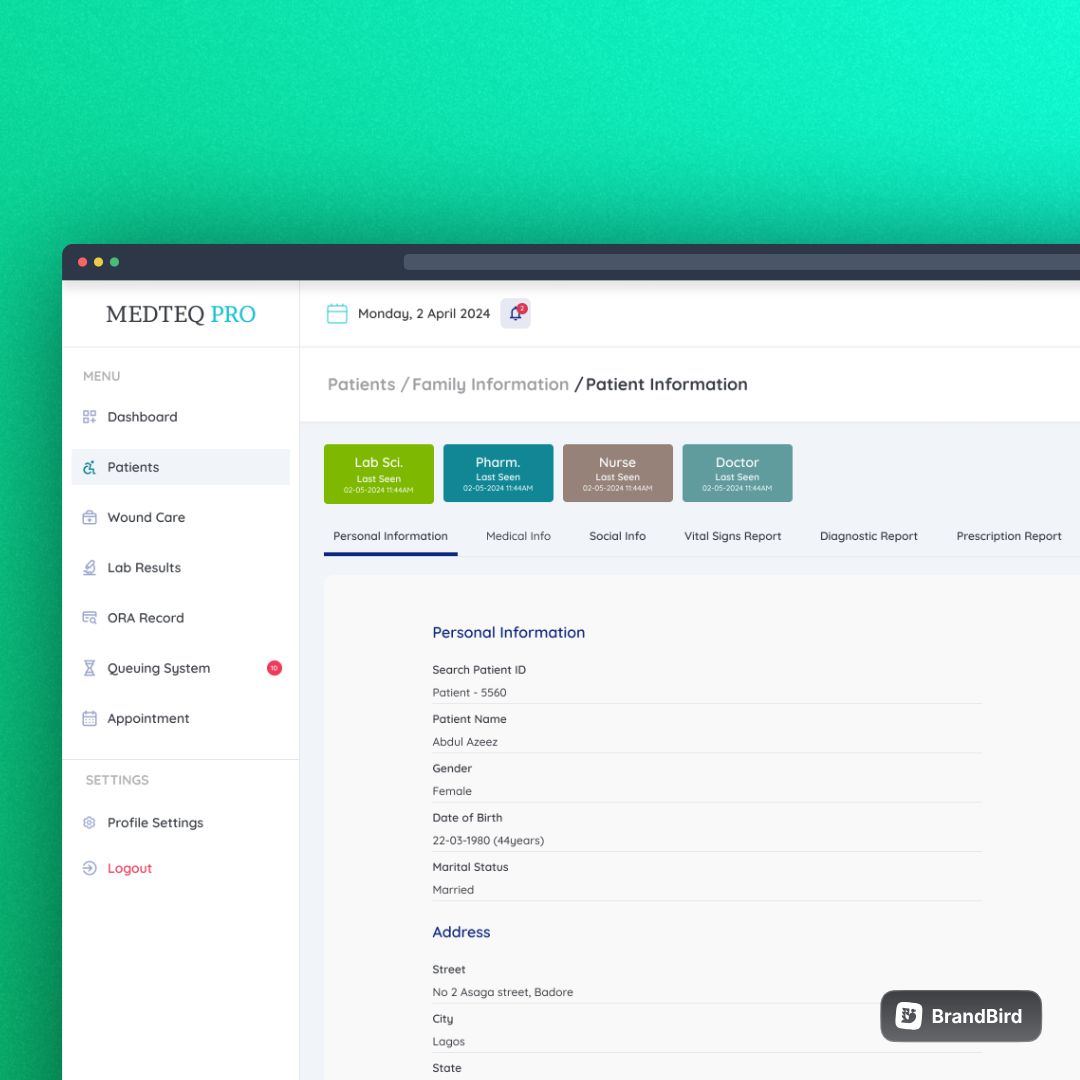 MEDTEQ PRO
Monday, 2 April 2024
2
MENU
Dashboard
Patients
Wound Care
Lab Results
ORA Record
Queuing System
10
Appointment
SETTINGS
Profile Settings
Logout
Patients / Family Information / Patient Information
Lab Sci.
Last Seen
02-05-2024 11:44AM
Pharm.
Last Seen
02-05-2024 11:44AM
Nurse
Last Seen
02-05-2024 11:44AM
Doctor
Last Seen
02-05-2024 11:44AM
Personal Information
Medical Info
Social Info
Vital Signs Report
Diagnostic Report
Prescription Report
Personal Information
Search Patient ID
Patient - 5560
Patient Name
Abdul Azeez
Gender
Female
Date of Birth
22-03-1980 (44years)
Marital Status
Married
Address
Street
No 2 Asaga street, Badore
City
Lagos
State
BrandBird